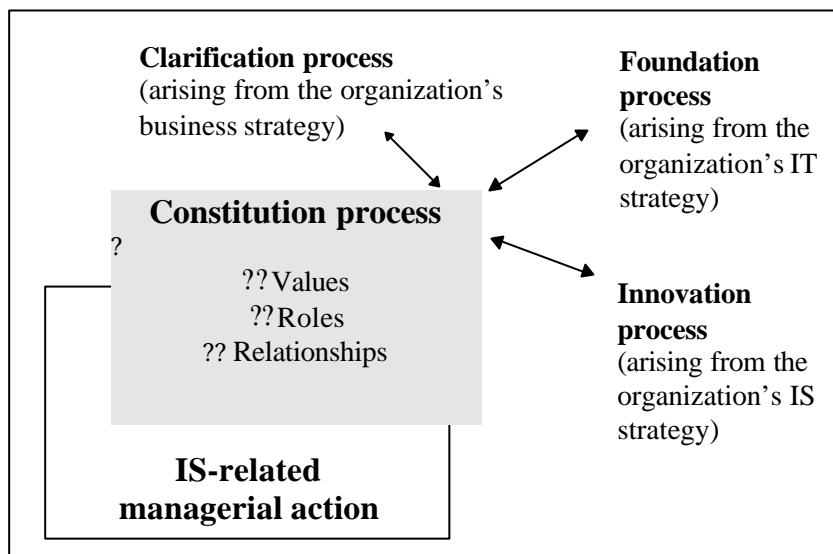 Clarification process
(arising from the organization's
business strategy)
Foundation
process
(arising from the
organization's IT
strategy)
Constitution process
?
??Values
??Roles
?? Relationships
Innovation
process
(arising from the
organization's IS
strategy)
IS-related
managerial action